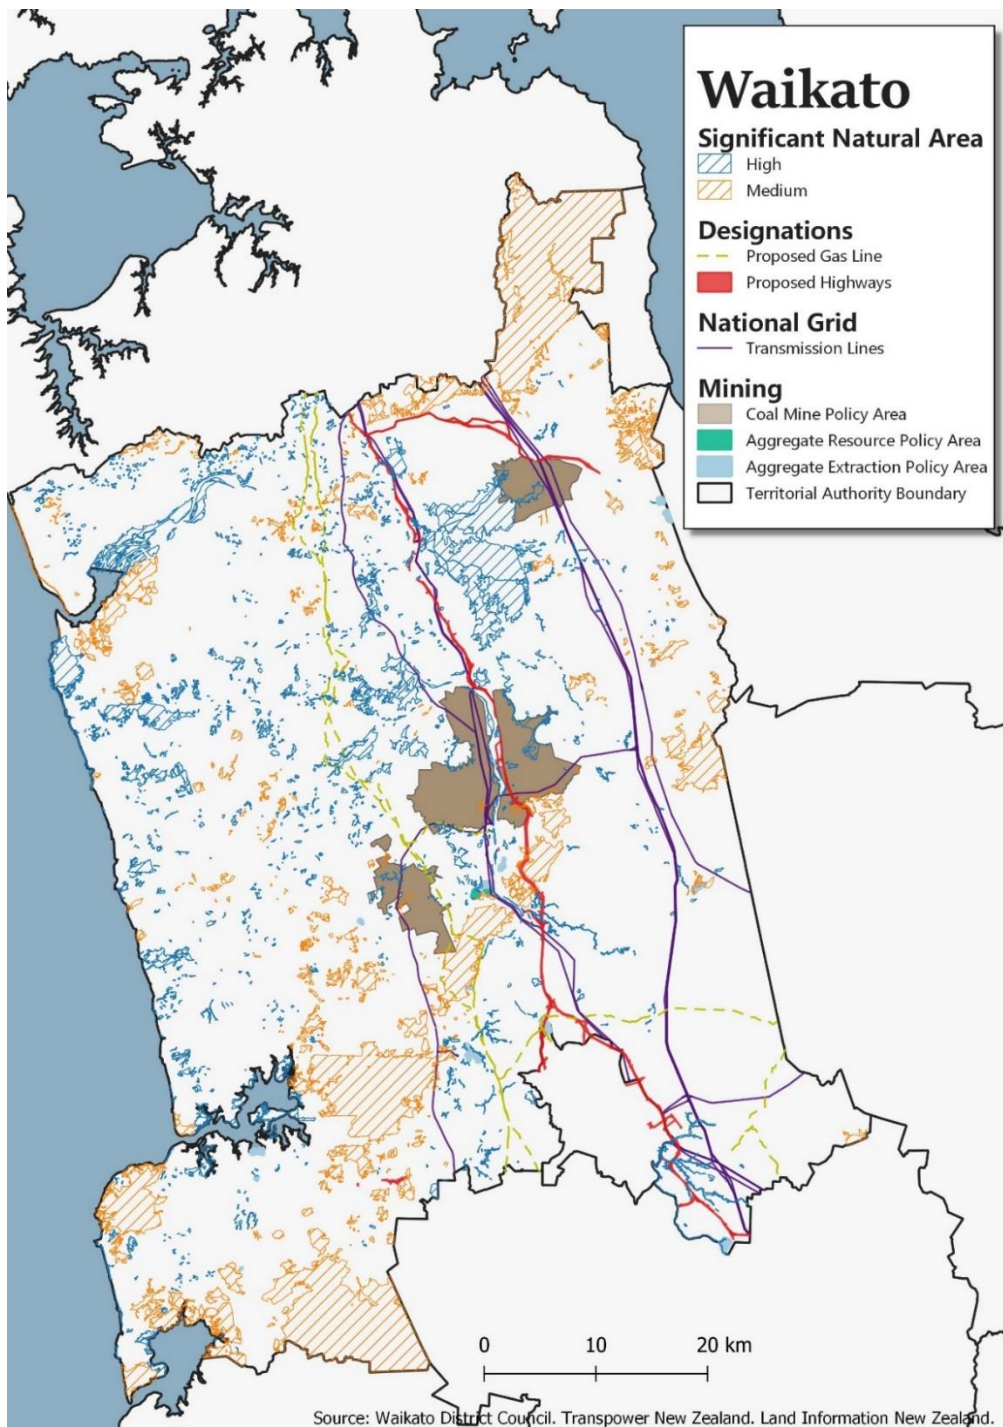 Waikato
Significant Natural Area
High
Medium
Designations
Proposed Gas Line
Proposed Highways
National Grid
Transmission Lines
Mining
Coal Mine Policy Area
Aggregate Resource Policy Area
Aggregate Extraction Policy Area
Territorial Authority Boundary
0 10 20 km
Source: Waikato District Council. Transpower New Zealand. Land Information New Zealand.